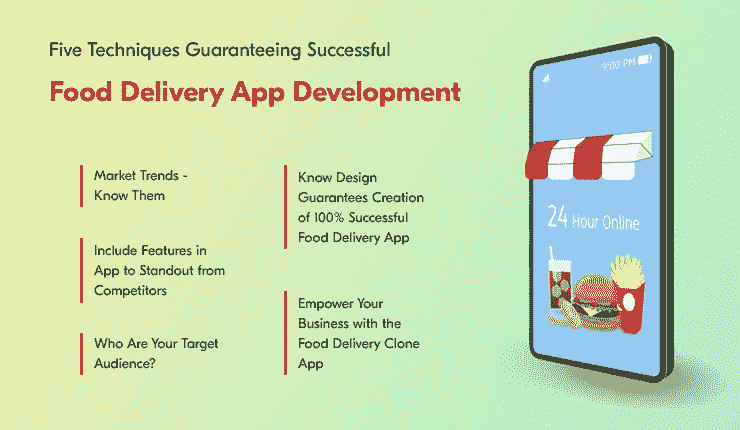 Five Techniques Guaranteeing Successful
Food Delivery App Development
Market Trends -
Know Them
Include Features in
App to Standout from
Competitors
Who Are Your Target
Audience?
Know Design
Guarantees Creation
of 100% Successful
Food Delivery App
Empower Your
Business with the
Food Delivery Clone
App
9:00 PM
24 Hour Online